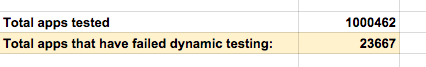 Total apps tested 1000462
Total apps that have failed dynamic testing: 23667